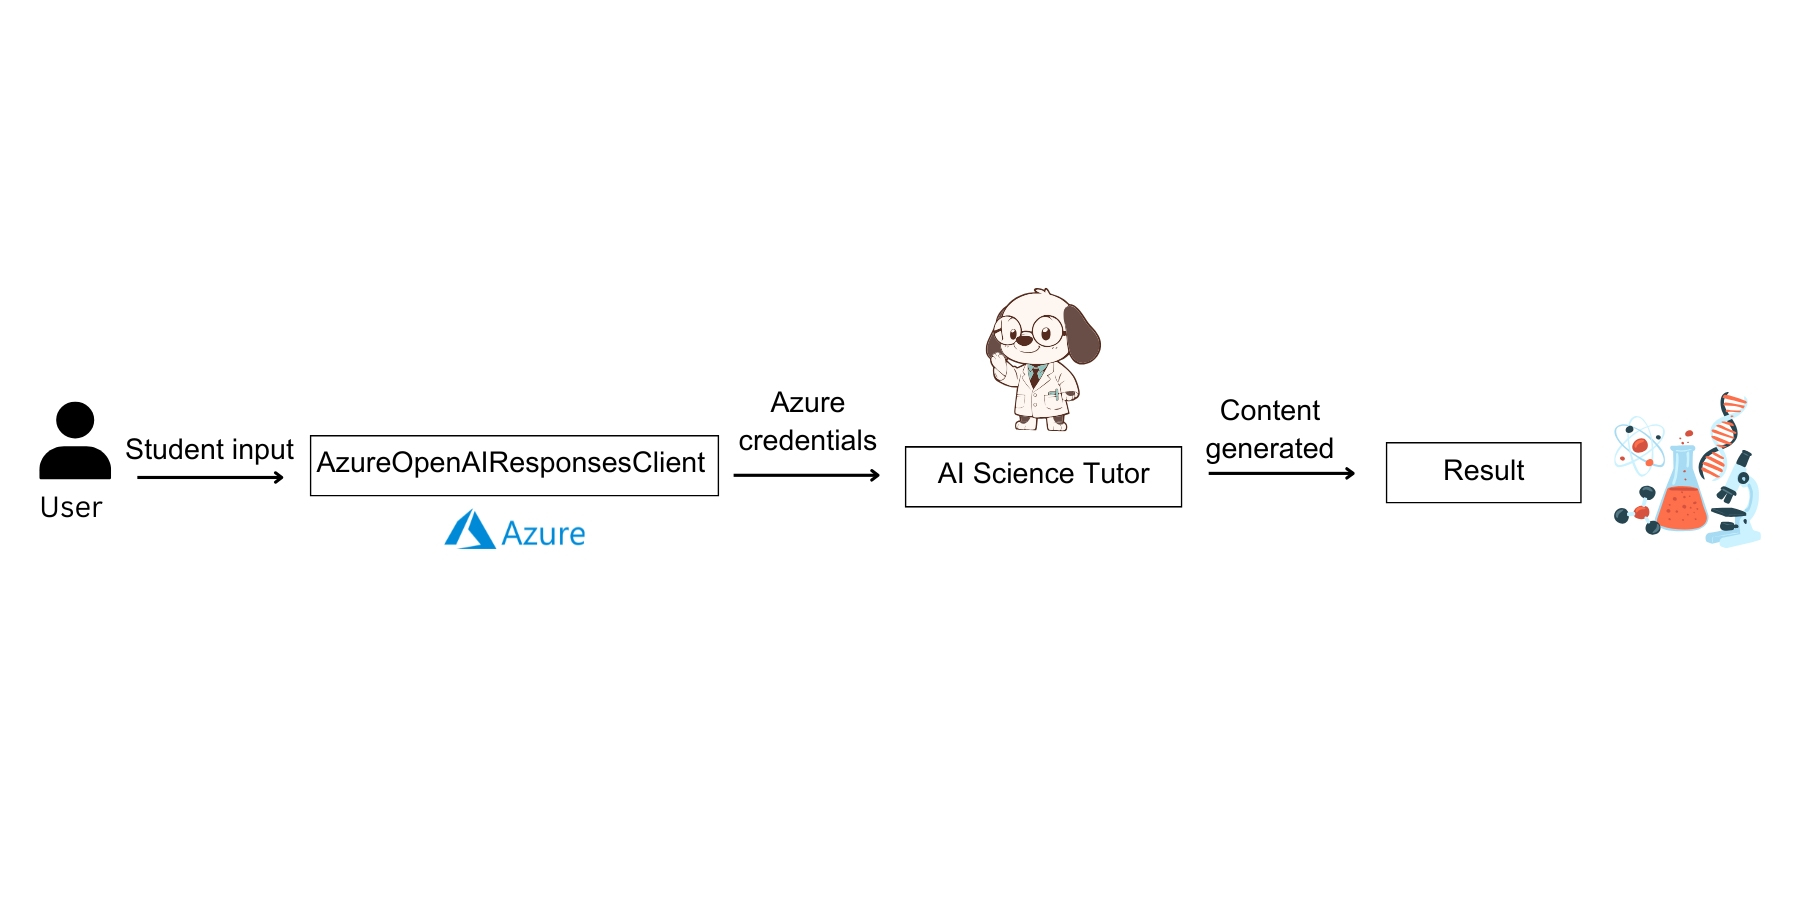 User
Student input
AzureOpenAIResponsesClient
Azure
Azure
credentials
AI Science Tutor
Content
generated
Result